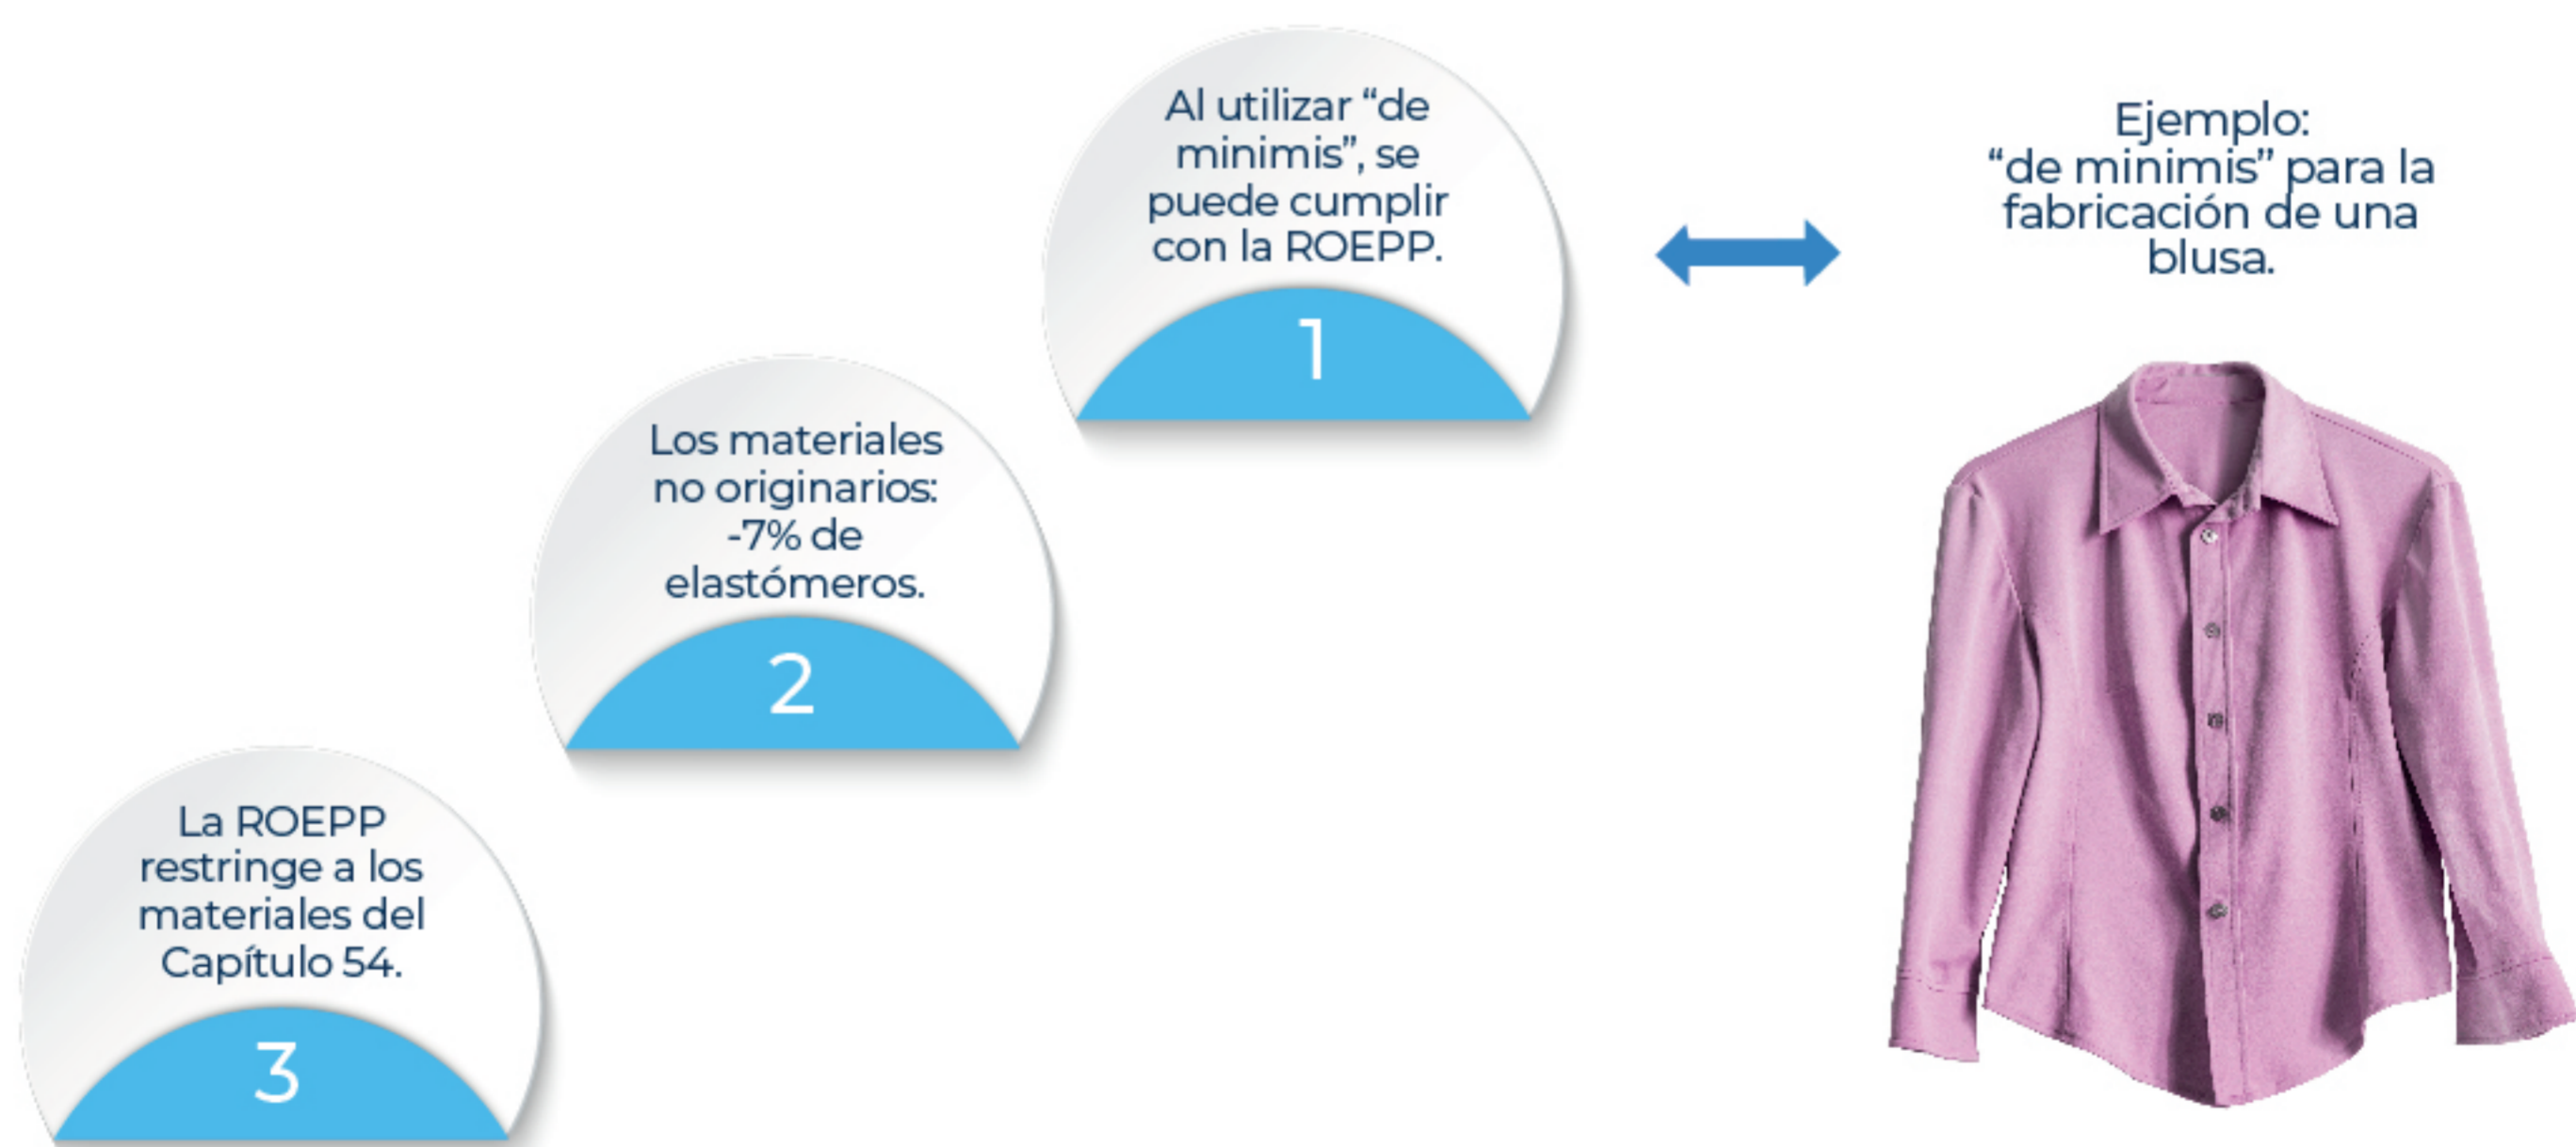 Al utilizar “de
minimis”, se
puede cumplir
con la ROEPP.
1
Ejemplo:
“de minimis” para la
fabricación de una
blusa.
Los materiales
no originarios:
-7% de
elastómeros.
2
La ROEPP
restringe a los
materiales del
Capítulo 54.
3